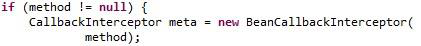 if (method != null) {
    CallbackInterceptor meta = new BeanCallbackInterceptor(
            method);